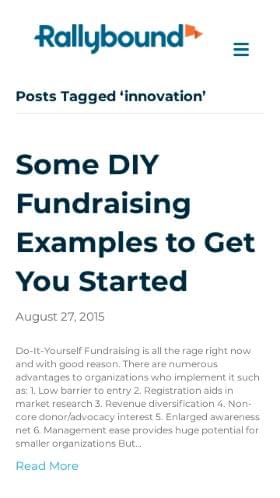 Rallybound
Posts Tagged ‘innovation’
Some DIY
Fundraising
Examples to Get
You Started
August 27, 2015
Do-It-Yourself Fundraising is all the rage right now
and with good reason. There are numerous
advantages to organizations who implement it such
as: 1. Low barrier to entry 2. Registration aids in
market research 3. Revenue diversification 4. Non-
core donor/advocacy interest 5. Enlarged awareness
net 6. Management ease provides huge potential for
smaller organizations But...
Read More